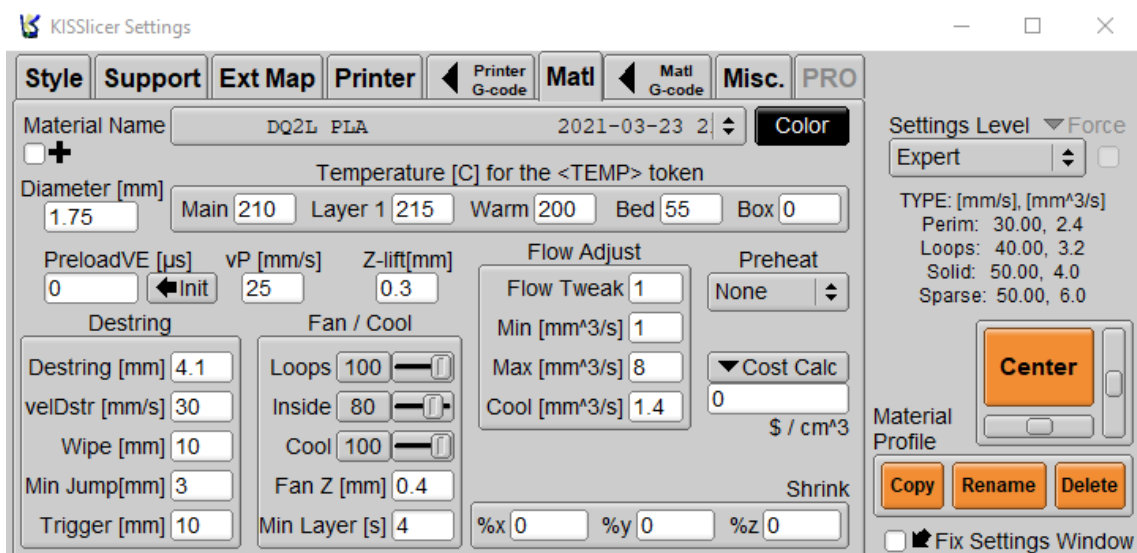 KISSlicer Settings
Style Support Ext Map Printer Printer G-code Matl Matl G-code Misc. PRO
Material Name DQ2L PLA 2021-03-23 2 Color
Settings Level Force
Expert
Temperature [C] for the <TEMP> token
Diameter [mm]
1.75
Main 210 Layer 1 215 Warm 200 Bed 55 Box 0
TYPE: [mm/s], [mm^3/s]
Perim: 30.00, 2.4
Loops: 40.00, 3.2
Solid: 50.00, 4.0
Sparse: 50.00, 6.0
PreloadVE [µs] vP [mm/s] Z-lift[mm]
0 Init 25 0.3
Flow Adjust
Flow Tweak 1
Min [mm^3/s] 1
Max [mm^3/s] 8
Cool [mm^3/s] 1.4
Preheat
None
Cost Calc
0
$ / cm^3
Destring
Destring [mm] 4.1
velDstr [mm/s] 30
Wipe [mm] 10
Min Jump[mm] 3
Trigger [mm] 10
Fan / Cool
Loops 100
Inside 80
Cool 100
Fan Z [mm] 0.4
Min Layer [s] 4
Shrink
%x 0 %y 0 %z 0
Center
Material
Profile
Copy Rename Delete
Fix Settings Window